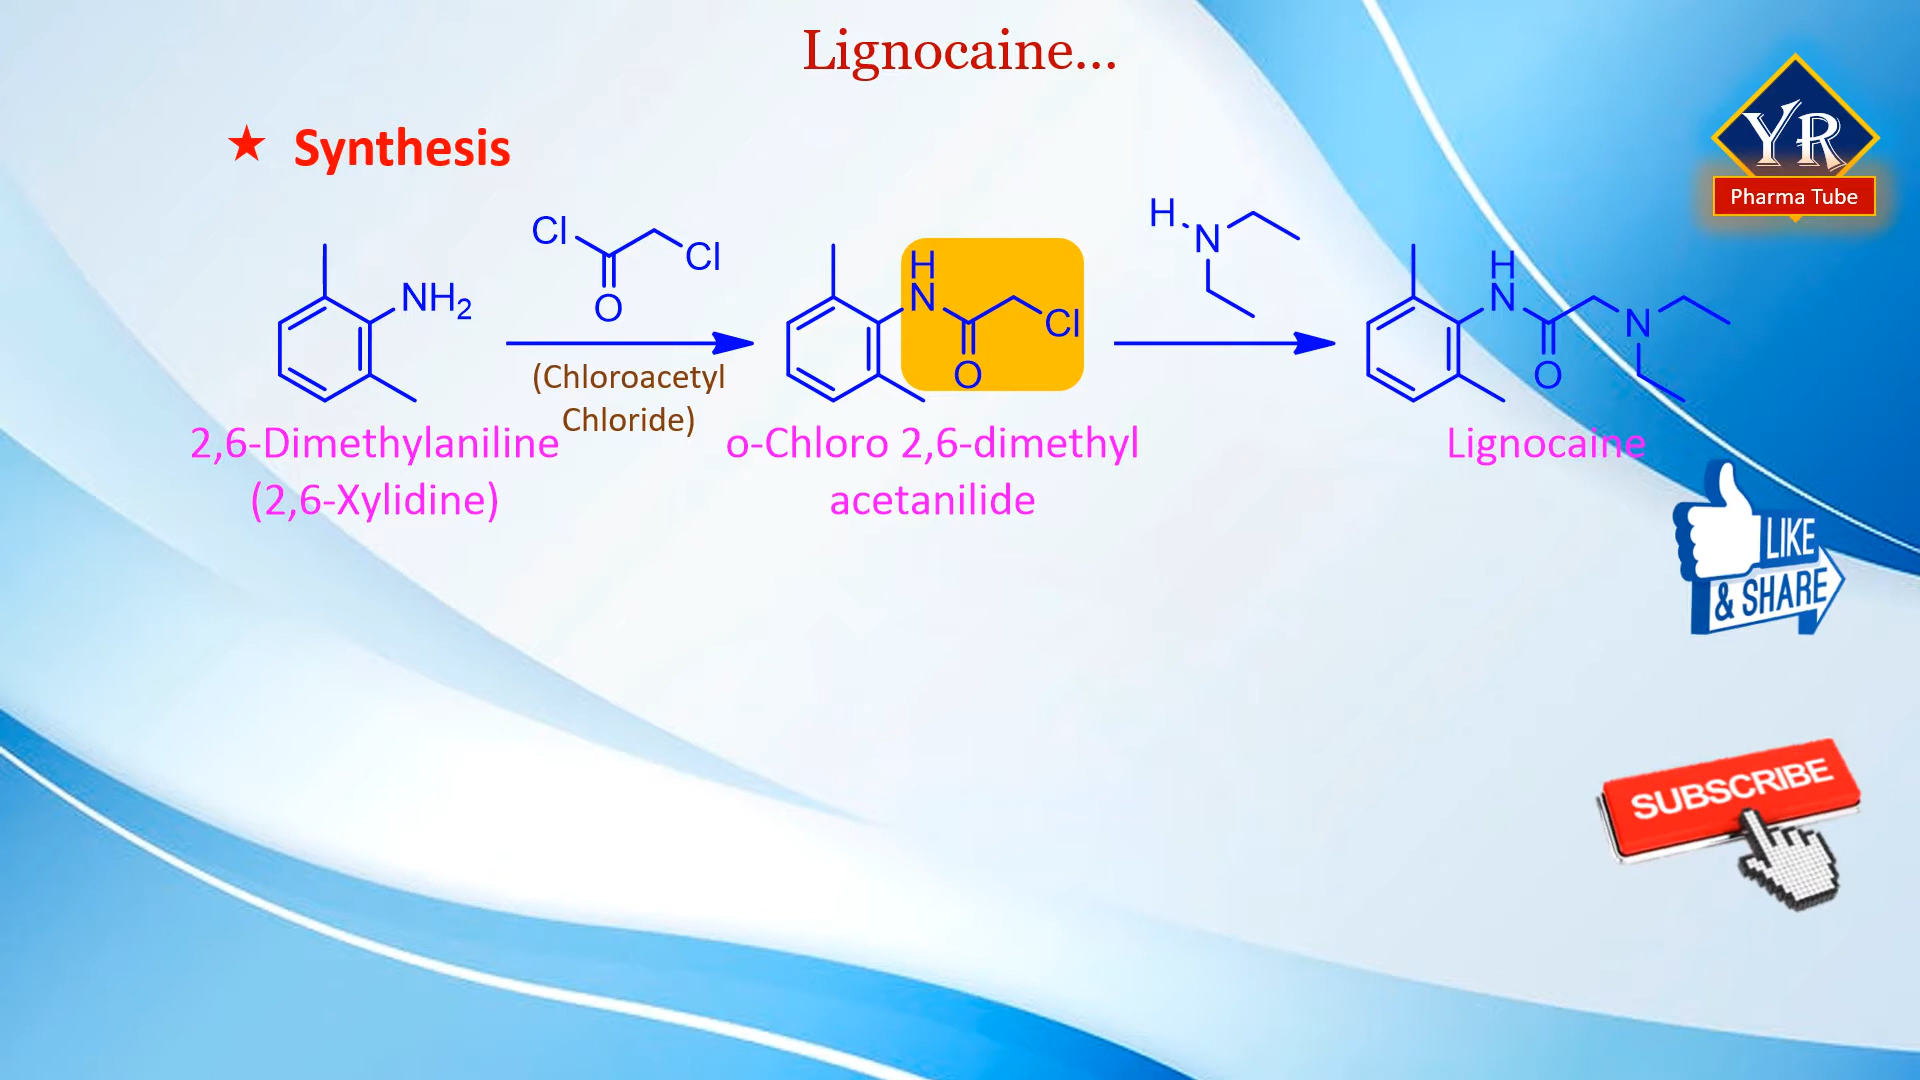 Lignocaine...
YR
Pharma Tube
★ Synthesis
Cl
Cl
O
NH₂
(Chloroacetyl
Chloride)
2,6-Dimethylaniline
(2,6-Xylidine)
H
N
Cl
O
o-Chloro 2,6-dimethyl
acetanilide
H
N
H
N
N
O
Lignocaine
LIKE
& SHARE
SUBSCRIBE